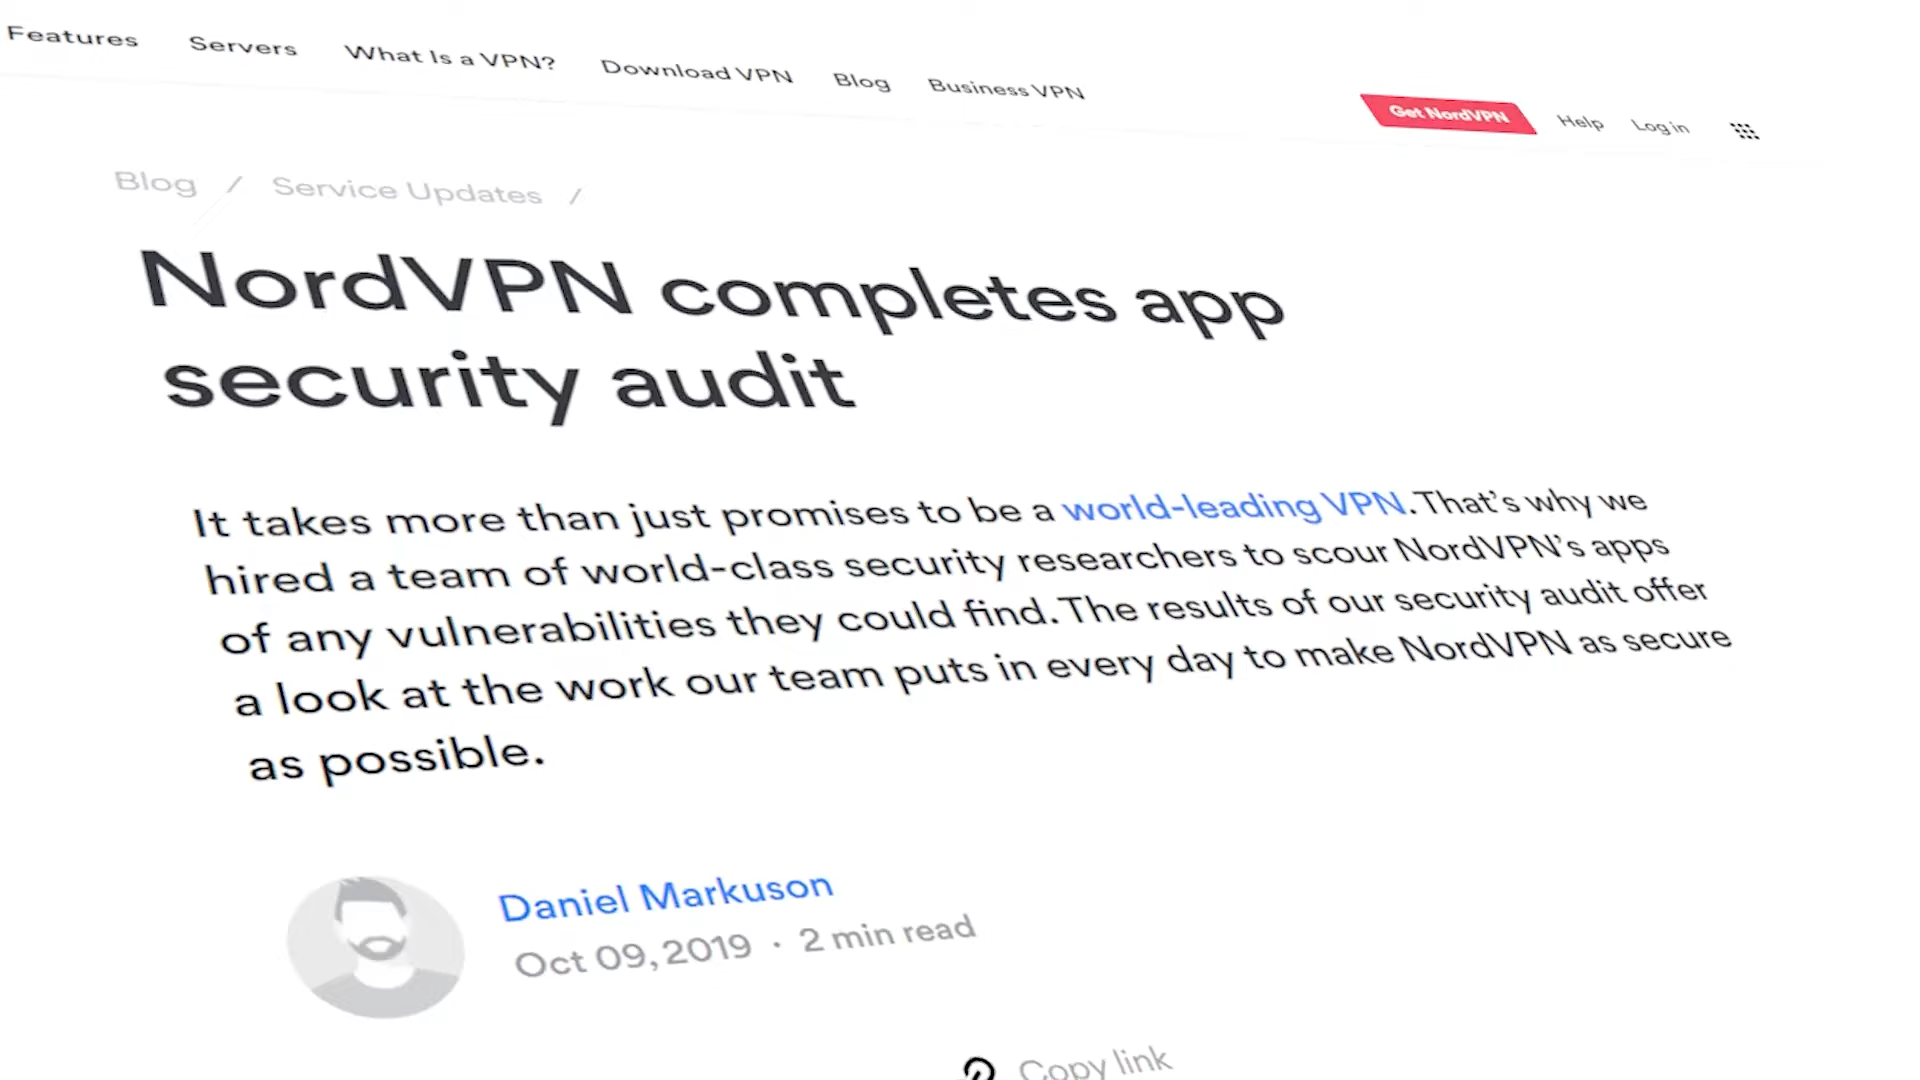 Features Servers What Is a VPN? Download VPN Blog Business VPN
Get NordVPN Help Log in
Blog / Service Updates /
NordVPN completes app
security audit
It takes more than just promises to be a world-leading VPN. That’s why we
hired a team of world-class security researchers to scour NordVPN’s apps
of any vulnerabilities they could find. The results of our security audit offer
a look at the work our team puts in every day to make NordVPN as secure
as possible.
Daniel Markuson
Oct 09, 2019 · 2 min read
Copy link